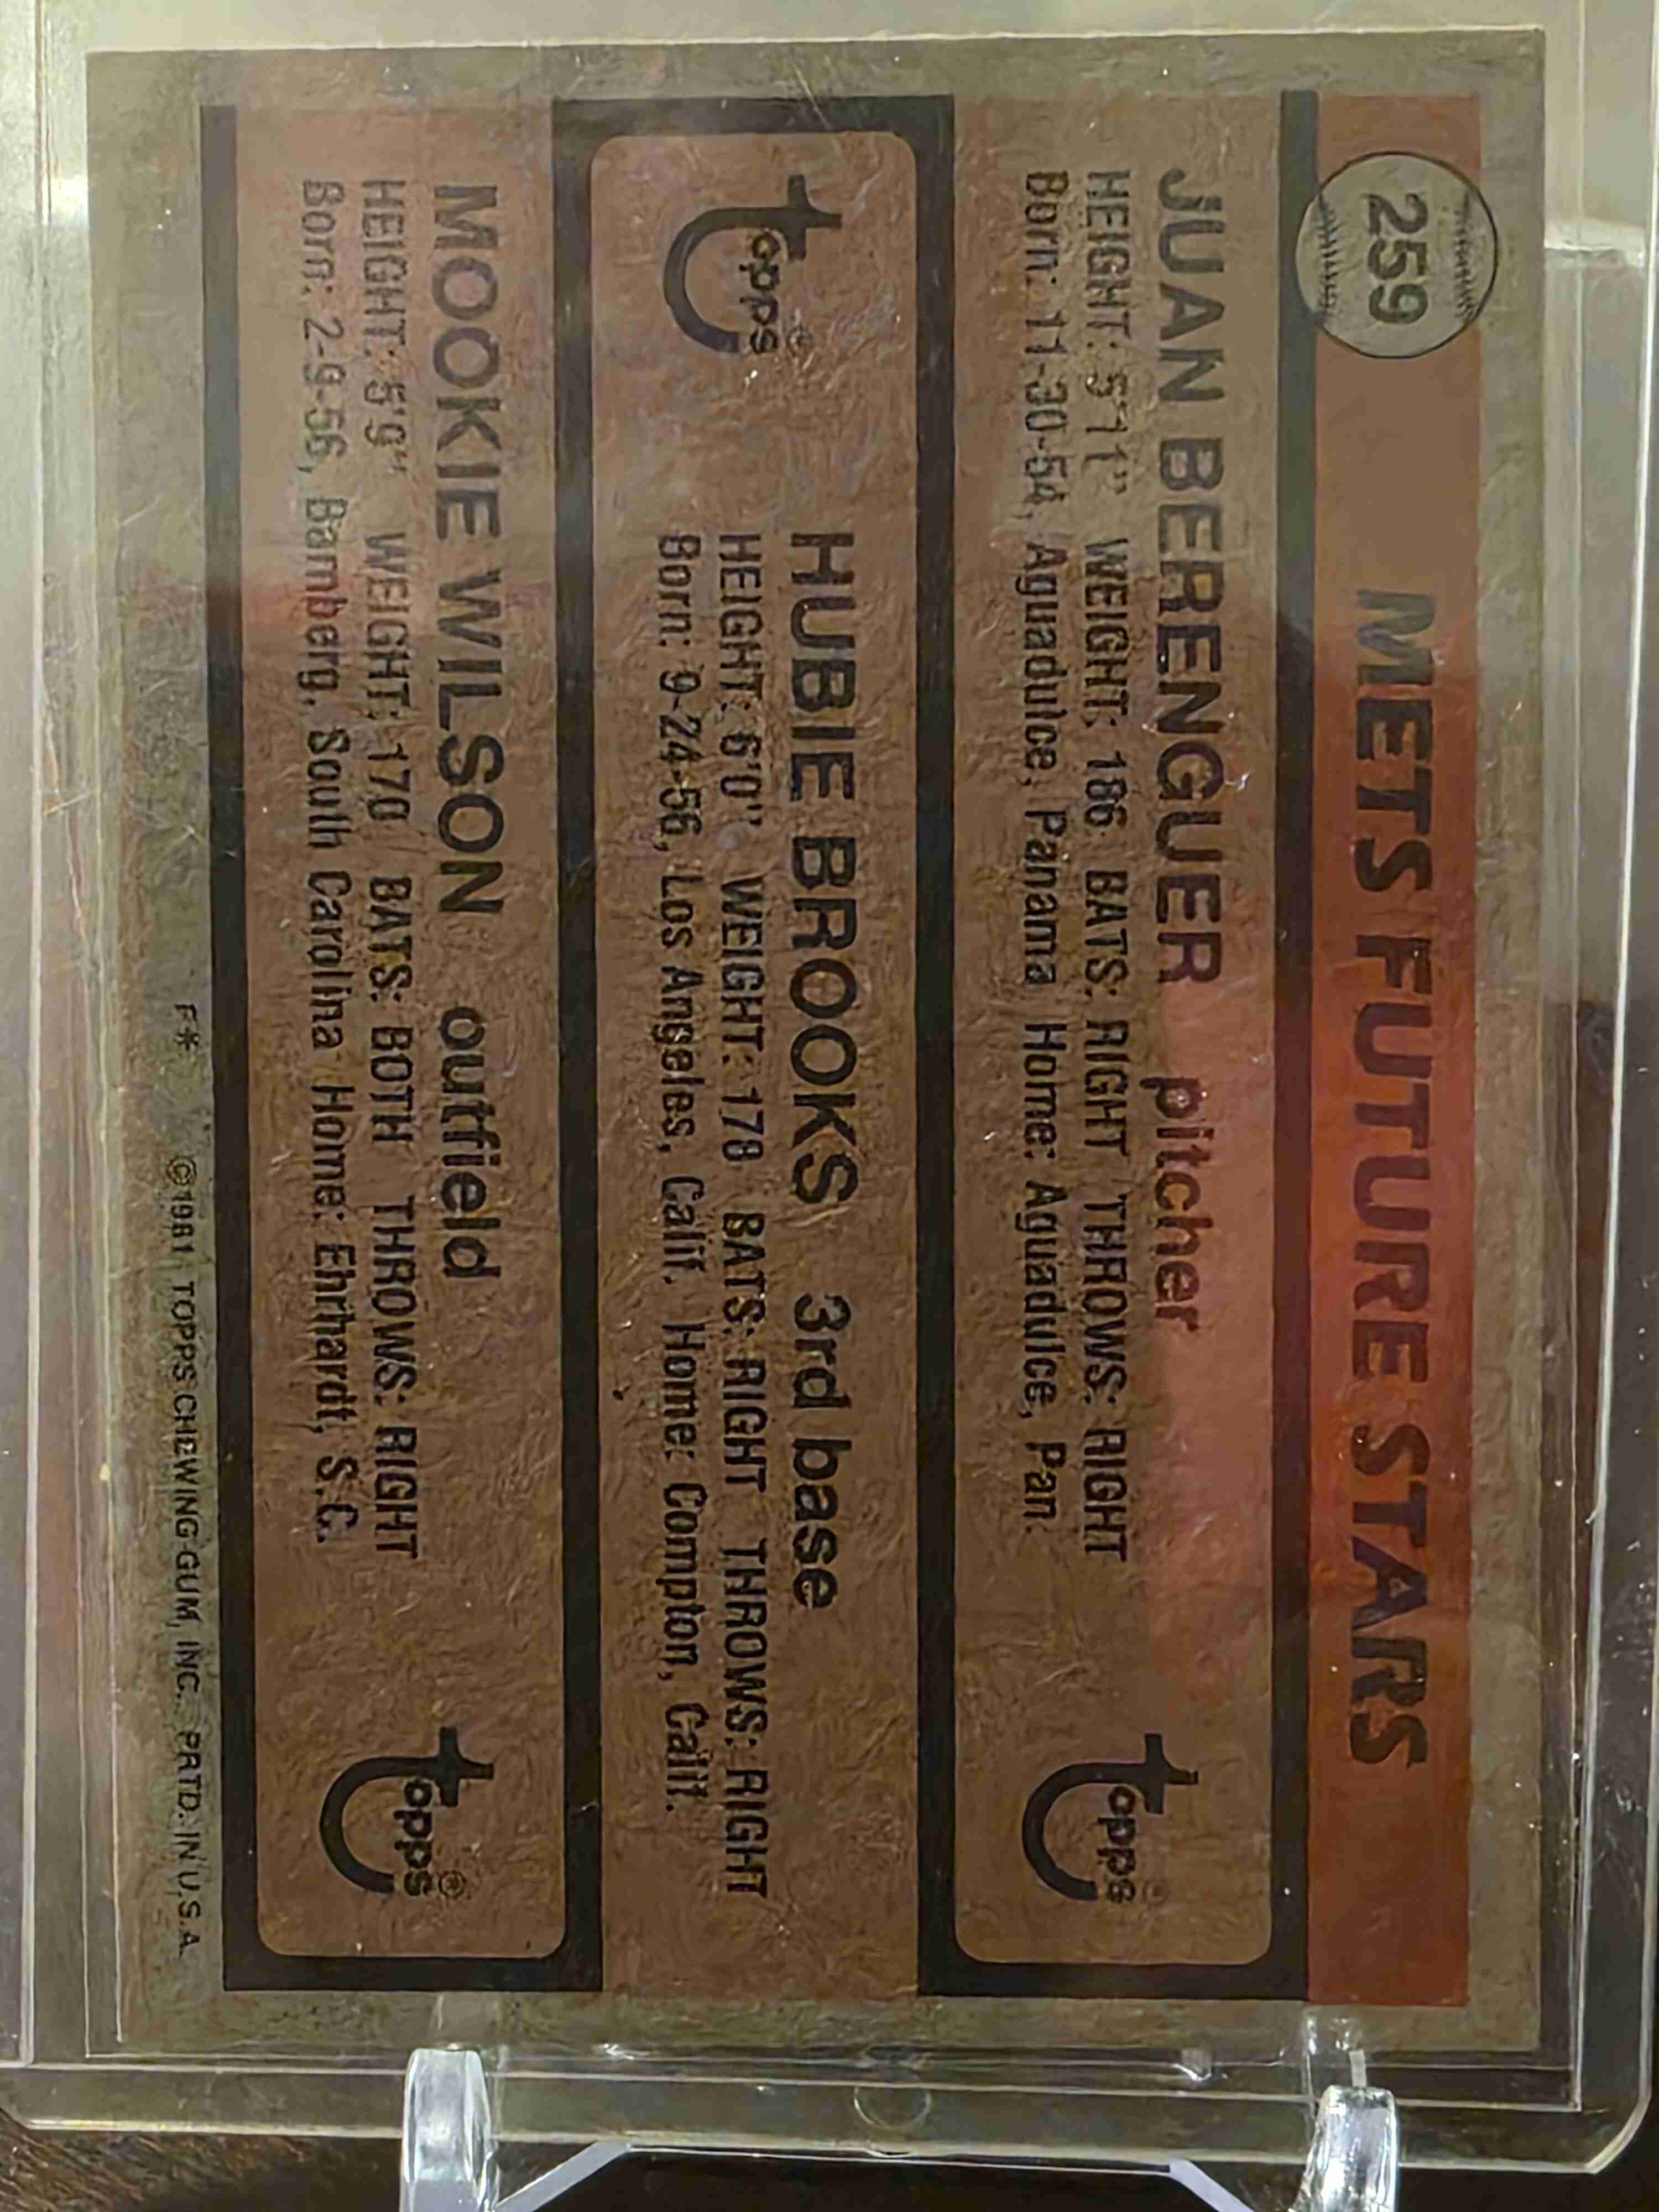 259
METS FUTURE STARS
JUAN BERENGUER pitcher
HEIGHT: 5'11" WEIGHT: 186 BATS: RIGHT THROWS: RIGHT
Born: 11-30-54, Aguadulce, Panama Home: Aguadulce, Pan.
topps®
topps®
HUBIE BROOKS 3rd base
HEIGHT: 6'0" WEIGHT: 178 BATS: RIGHT THROWS: RIGHT
Born: 9-24-56, Los Angeles, Calif. Home: Compton, Calif.
MOOKIE WILSON outfield
HEIGHT: 5'9" WEIGHT: 170 BATS: BOTH THROWS: RIGHT
Born: 2-9-56, Bamberg, South Carolina Home: Ehrhardt, S.C.
topps®
F* ©1981 TOPPS CHEWING GUM, INC. PRTD. IN U.S.A.